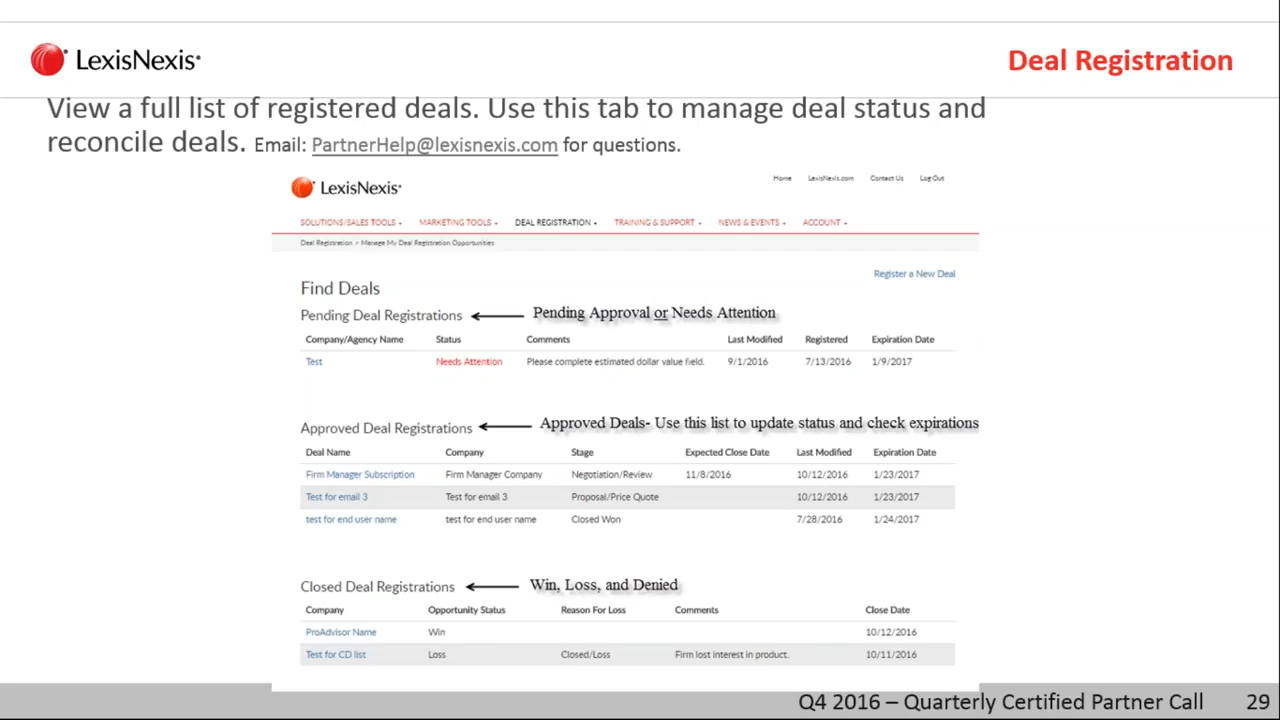 LexisNexis®
Deal Registration
View a full list of registered deals. Use this tab to manage deal status and
reconcile deals. Email: PartnerHelp@lexisnexis.com for questions.
Home LexisNexis.com Contact Us Log Out
LexisNexis®
SOLUTIONS/SALES TOOLS MARKETING TOOLS DEAL REGISTRATION TRAINING & SUPPORT NEWS & EVENTS ACCOUNT
Deal Registration > Manage My Deal Registration Opportunities
Register a New Deal
Find Deals
Pending Deal Registrations Pending Approval or Needs Attention
Company/Agency Name Status Comments Last Modified Registered Expiration Date
Test Needs Attention Please complete estimated dollar value field. 9/1/2016 7/13/2016 1/9/2017
Approved Deal Registrations Approved Deals- Use this list to update status and check expirations
Deal Name Company Stage Expected Close Date Last Modified Expiration Date
Firm Manager Subscription Firm Manager Company Negotiation/Review 11/8/2016 10/12/2016 1/23/2017
Test for email 3 Test for email 3 Proposal/Price Quote 10/12/2016 1/23/2017
test for end user name test for end user name Closed Won 7/28/2016 1/24/2017
Closed Deal Registrations Win, Loss, and Denied
Company Opportunity Status Reason For Loss Comments Close Date
ProAdvisor Name Win 10/12/2016
Test for CD list Loss Closed/Loss Firm lost interest in product. 10/11/2016
Q4 2016 – Quarterly Certified Partner Call 29